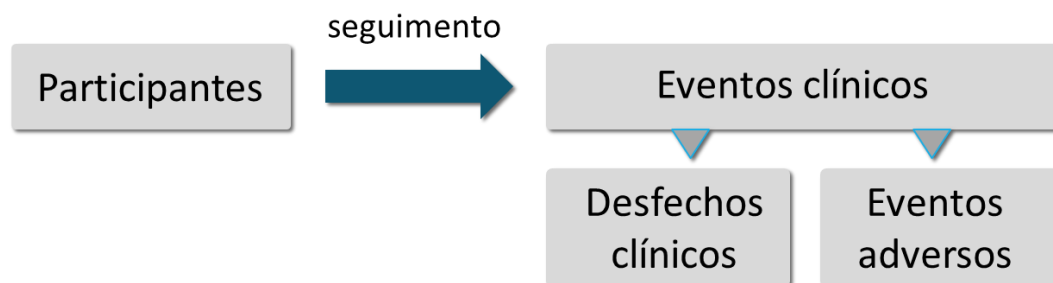 seguimento
Participantes
Eventos clínicos
Desfechos
clínicos
Eventos
adversos